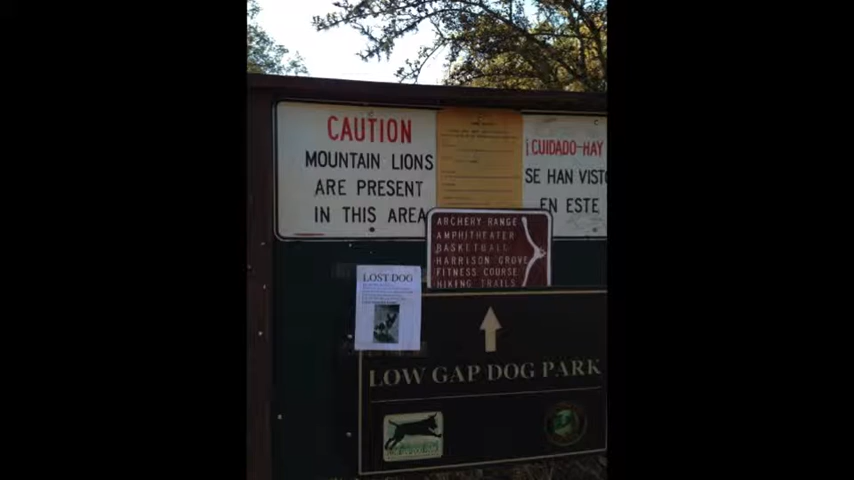 CAUTION
MOUNTAIN LIONS
ARE PRESENT
IN THIS AREA
¡CUIDADO-HAY
SE HAN VISTO
EN ESTE
ARCHERY RANGE
AMPHITHEATER
BASKETBALL
HARRISON GROVE
FITNESS COURSE
HIKING TRAILS
LOST DOG
LOW GAP DOG PARK